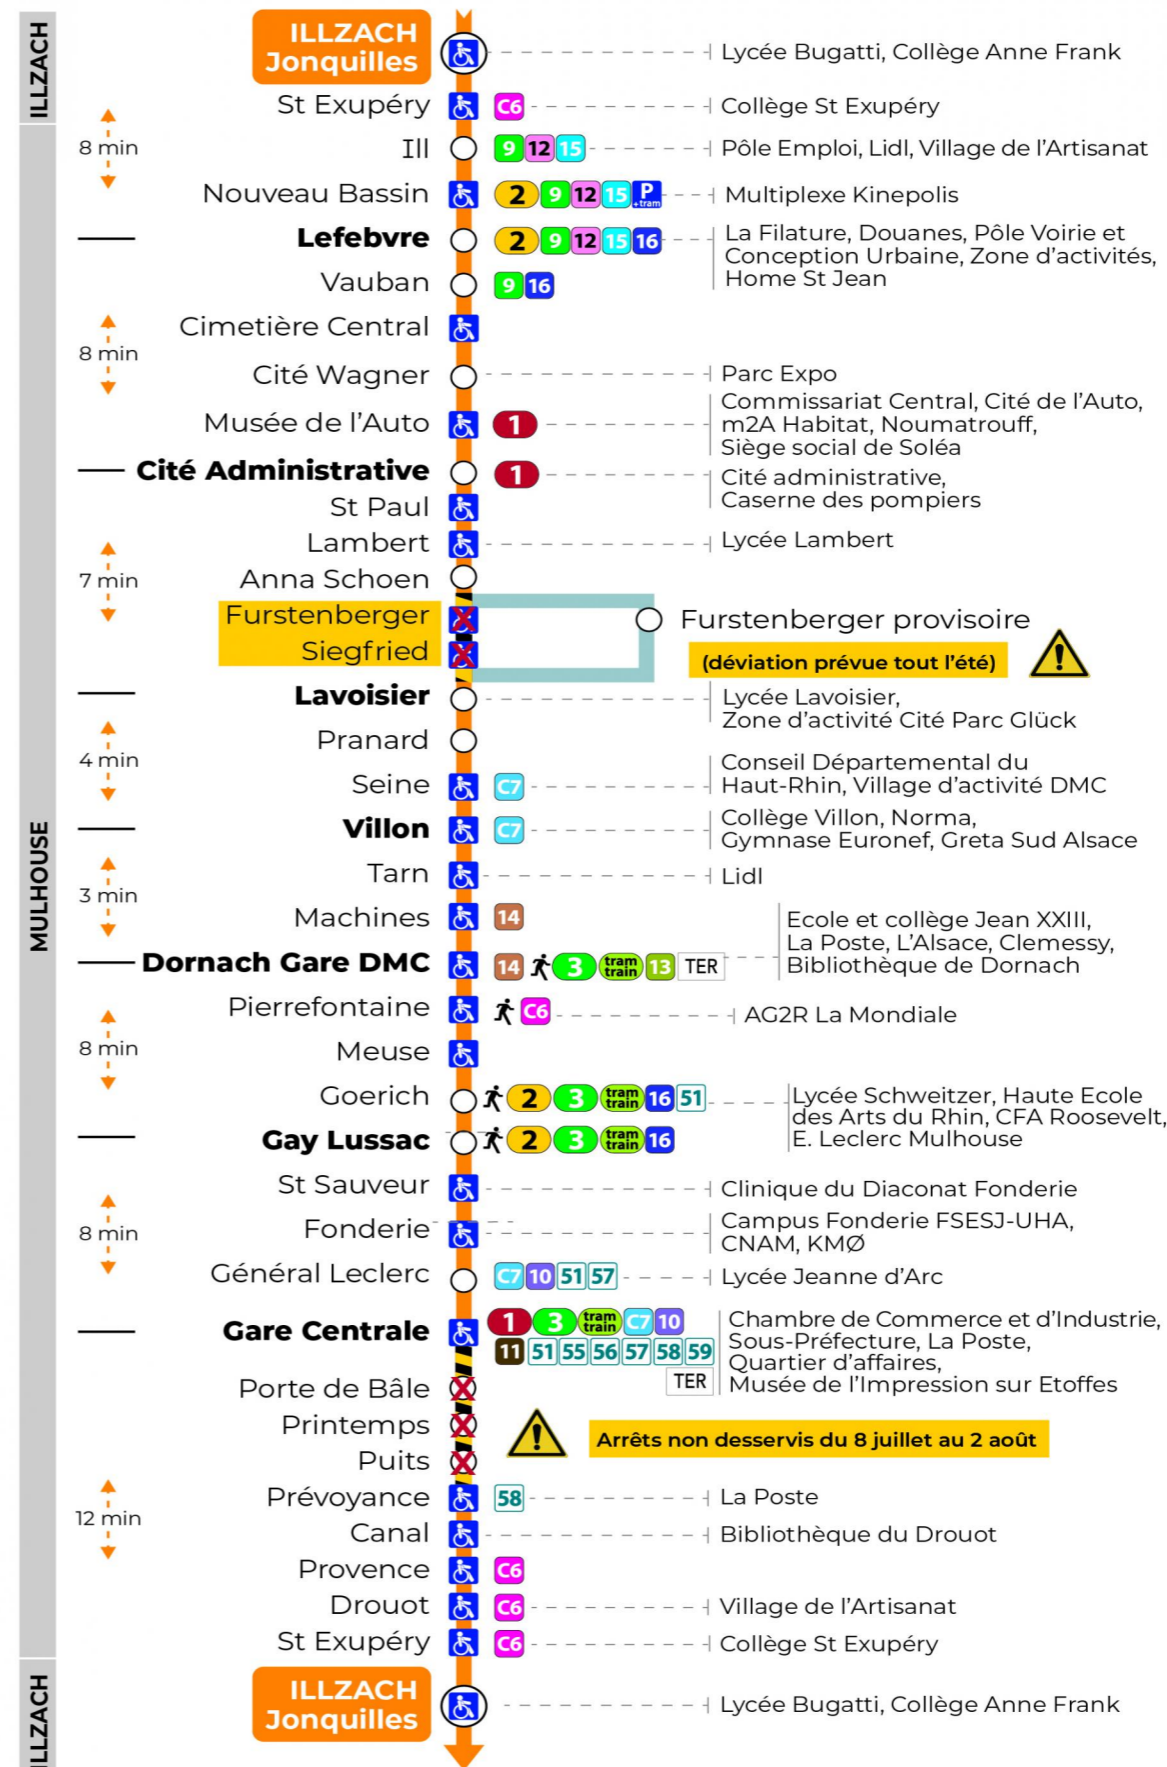 ILLZACH
ILLZACH
Jonquilles
Lycée Bugatti, Collège Anne Frank
St Exupéry C6 Collège St Exupéry
8 min
Ill 9 12 15 Pôle Emploi, Lidl, Village de l'Artisanat
Nouveau Bassin 2 9 12 15 P +tram Multiplexe Kinepolis
Lefebvre 2 9 12 15 16
La Filature, Douanes, Pôle Voirie et
Conception Urbaine, Zone d'activités,
Home St Jean
Vauban 9 16
Cimetière Central
8 min
Cité Wagner Parc Expo
Musée de l'Auto 1
Commissariat Central, Cité de l'Auto,
m2A Habitat, Noumatrouff,
Siège social de Soléa
Cité Administrative 1
Cité administrative,
Caserne des pompiers
St Paul
Lambert Lycée Lambert
7 min
Anna Schoen
Furstenberger
Siegfried
Furstenberger provisoire
(déviation prévue tout l'été)
Lavoisier
Lycée Lavoisier,
Zone d'activité Cité Parc Glück
Pranard
4 min
Seine C7
Conseil Départemental du
Haut-Rhin, Village d'activité DMC
MULHOUSE
Villon C7
Collège Villon, Norma,
Gymnase Euronef, Greta Sud Alsace
Tarn Lidl
3 min
Machines 14
Dornach Gare DMC 14 3 tram train 13 TER
Ecole et collège Jean XXIII,
La Poste, L'Alsace, Clemessy,
Bibliothèque de Dornach
Pierrefontaine C6 AG2R La Mondiale
8 min
Meuse
Goerich 2 3 tram train 16 51
Lycée Schweitzer, Haute Ecole
des Arts du Rhin, CFA Roosevelt,
E. Leclerc Mulhouse
Gay Lussac 2 3 tram train 16
St Sauveur Clinique du Diaconat Fonderie
8 min
Fonderie
Campus Fonderie FSESJ-UHA,
CNAM, KMØ
Général Leclerc C7 10 51 57 Lycée Jeanne d'Arc
Gare Centrale
1 3 tram train C7 10
11 51 55 56 57 58 59
TER
Chambre de Commerce et d'Industrie,
Sous-Préfecture, La Poste,
Quartier d'affaires,
Musée de l'Impression sur Etoffes
Porte de Bâle
Printemps
Puits
Arrêts non desservis du 8 juillet au 2 août
Prévoyance 58 La Poste
12 min
Canal Bibliothèque du Drouot
Provence C6
Drouot C6 Village de l'Artisanat
St Exupéry C6 Collège St Exupéry
ILLZACH
Jonquilles
Lycée Bugatti, Collège Anne Frank
ILLZACH